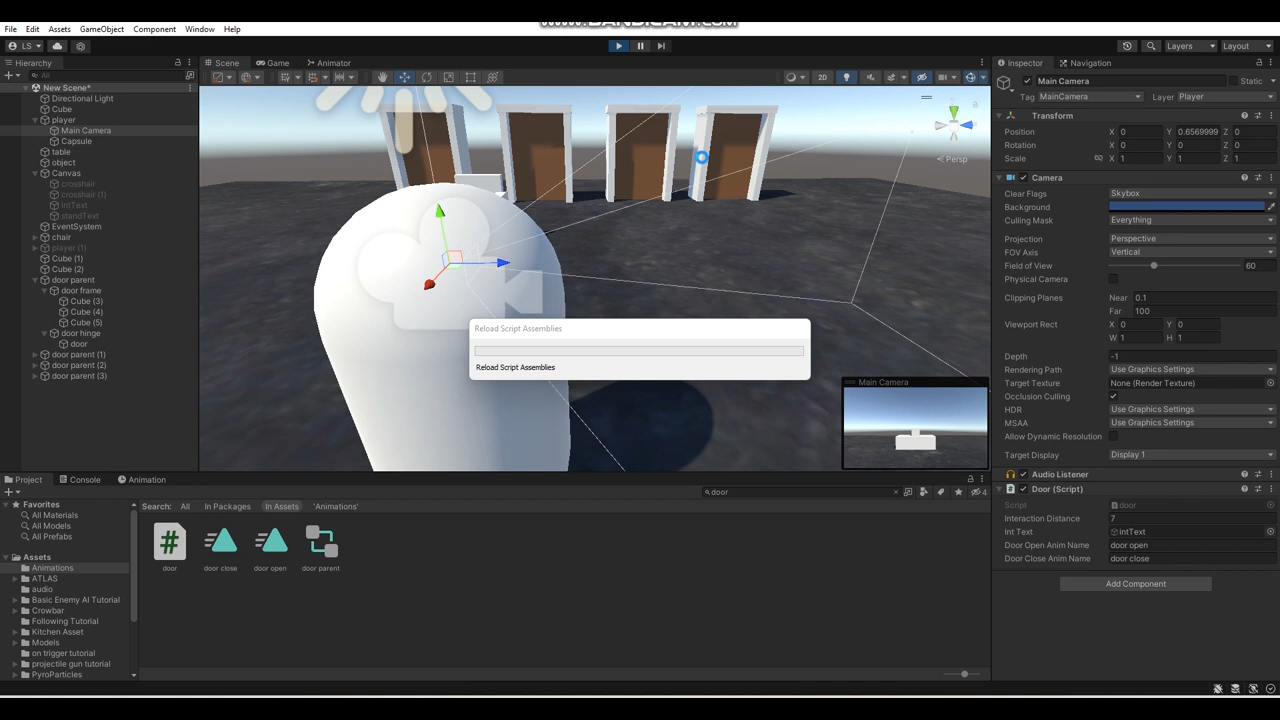 www.BANDICAM.com
File Edit Assets GameObject Component Window Help
LS Layers Layout
Hierarchy
All
New Scene*
Directional Light
Cube
player
Main Camera
Capsule
table
object
Canvas
crosshair
crosshair (1)
intText
standText
EventSystem
chair
player (1)
Cube (1)
Cube (2)
door parent
door frame
Cube (3)
Cube (4)
Cube (5)
door hinge
door
door parent (1)
door parent (2)
door parent (3)
Scene Game Animator
2D
Persp
Reload Script Assemblies
Reload Script Assemblies
Main Camera
Inspector Navigation
Main Camera Static
Tag MainCamera Layer Player
Transform
Position X 0 Y 0.6569999 Z 0
Rotation X 0 Y 0 Z 0
Scale X 1 Y 1 Z 1
Camera
Clear Flags Skybox
Background
Culling Mask Everything
Projection Perspective
FOV Axis Vertical
Field of View 60
Physical Camera
Clipping Planes Near 0.1
Far 100
Viewport Rect X 0 Y 0
W 1 H 1
Depth -1
Rendering Path Use Graphics Settings
Target Texture None (Render Texture)
Occlusion Culling
HDR Use Graphics Settings
MSAA Use Graphics Settings
Allow Dynamic Resolution
Target Display Display 1
Audio Listener
Door (Script)
Script door
Interaction Distance 7
Int Text intText
Door Open Anim Name door open
Door Close Anim Name door close
Add Component
Project Console Animation
door 4
Favorites
All Materials
All Models
All Prefabs
Assets
Animations
ATLAS
audio
Basic Enemy AI Tutorial
Crowbar
Following Tutorial
Kitchen Asset
Models
on trigger tutorial
projectile gun tutorial
PyroParticles
Search: All In Packages In Assets 'Animations'
door door close door open door parent